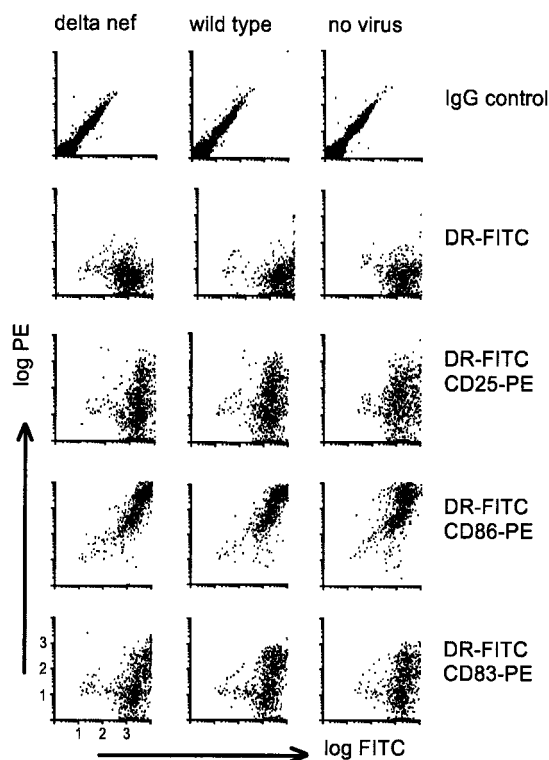 delta nef
wild type
no virus
IgG control
DR-FITC
DR-FITC
CD25-PE
DR-FITC
CD86-PE
DR-FITC
CD83-PE
log PE
3
2
1
1 2 3
log FITC